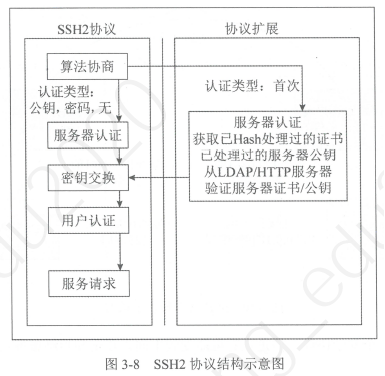 SSH2协议
协议扩展
算法协商
认证类型:
公钥, 密码, 无
认证类型: 首次
服务器认证
服务器认证
获取已Hash处理过的证书
已处理过的服务器公钥
从LDAP/HTTP服务器
验证服务器证书/公钥
密钥交换
用户认证
服务请求
图 3-8 SSH2 协议结构示意图